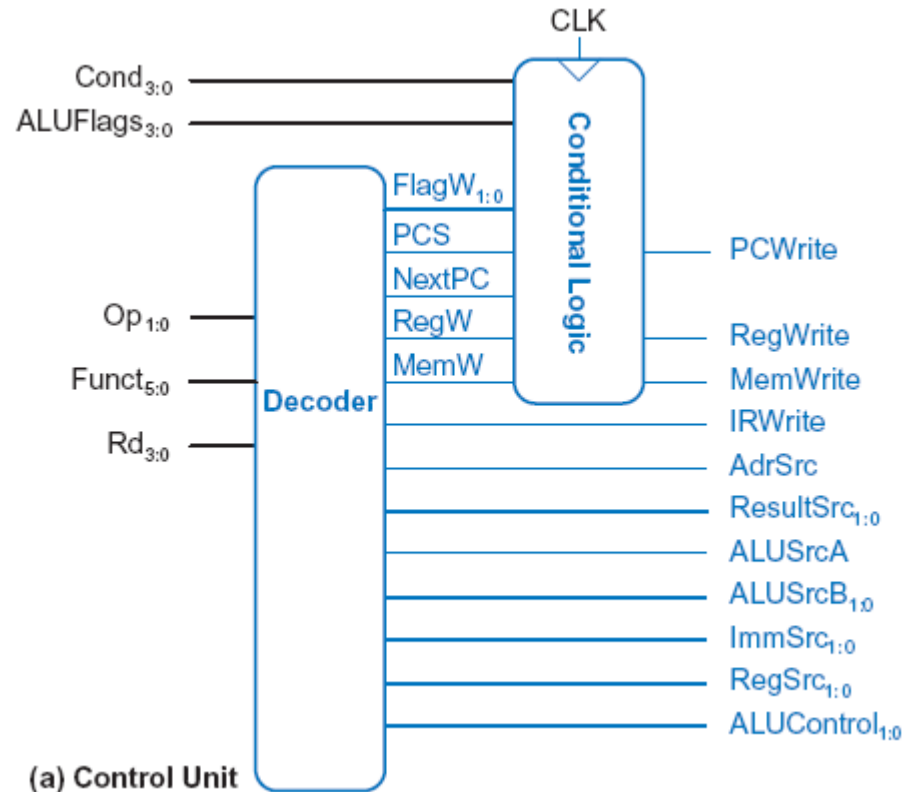 CLK
Cond3:0
ALUFlags3:0
Conditional Logic
FlagW1:0
PCS
PCWrite
NextPC
Op1:0
RegW
RegWrite
Funct5:0
MemW
MemWrite
Decoder
IRWrite
Rd3:0
AdrSrc
ResultSrc1:0
ALUSrcA
ALUSrcB1:0
ImmSrc1:0
RegSrc1:0
ALUControl1:0
(a) Control Unit